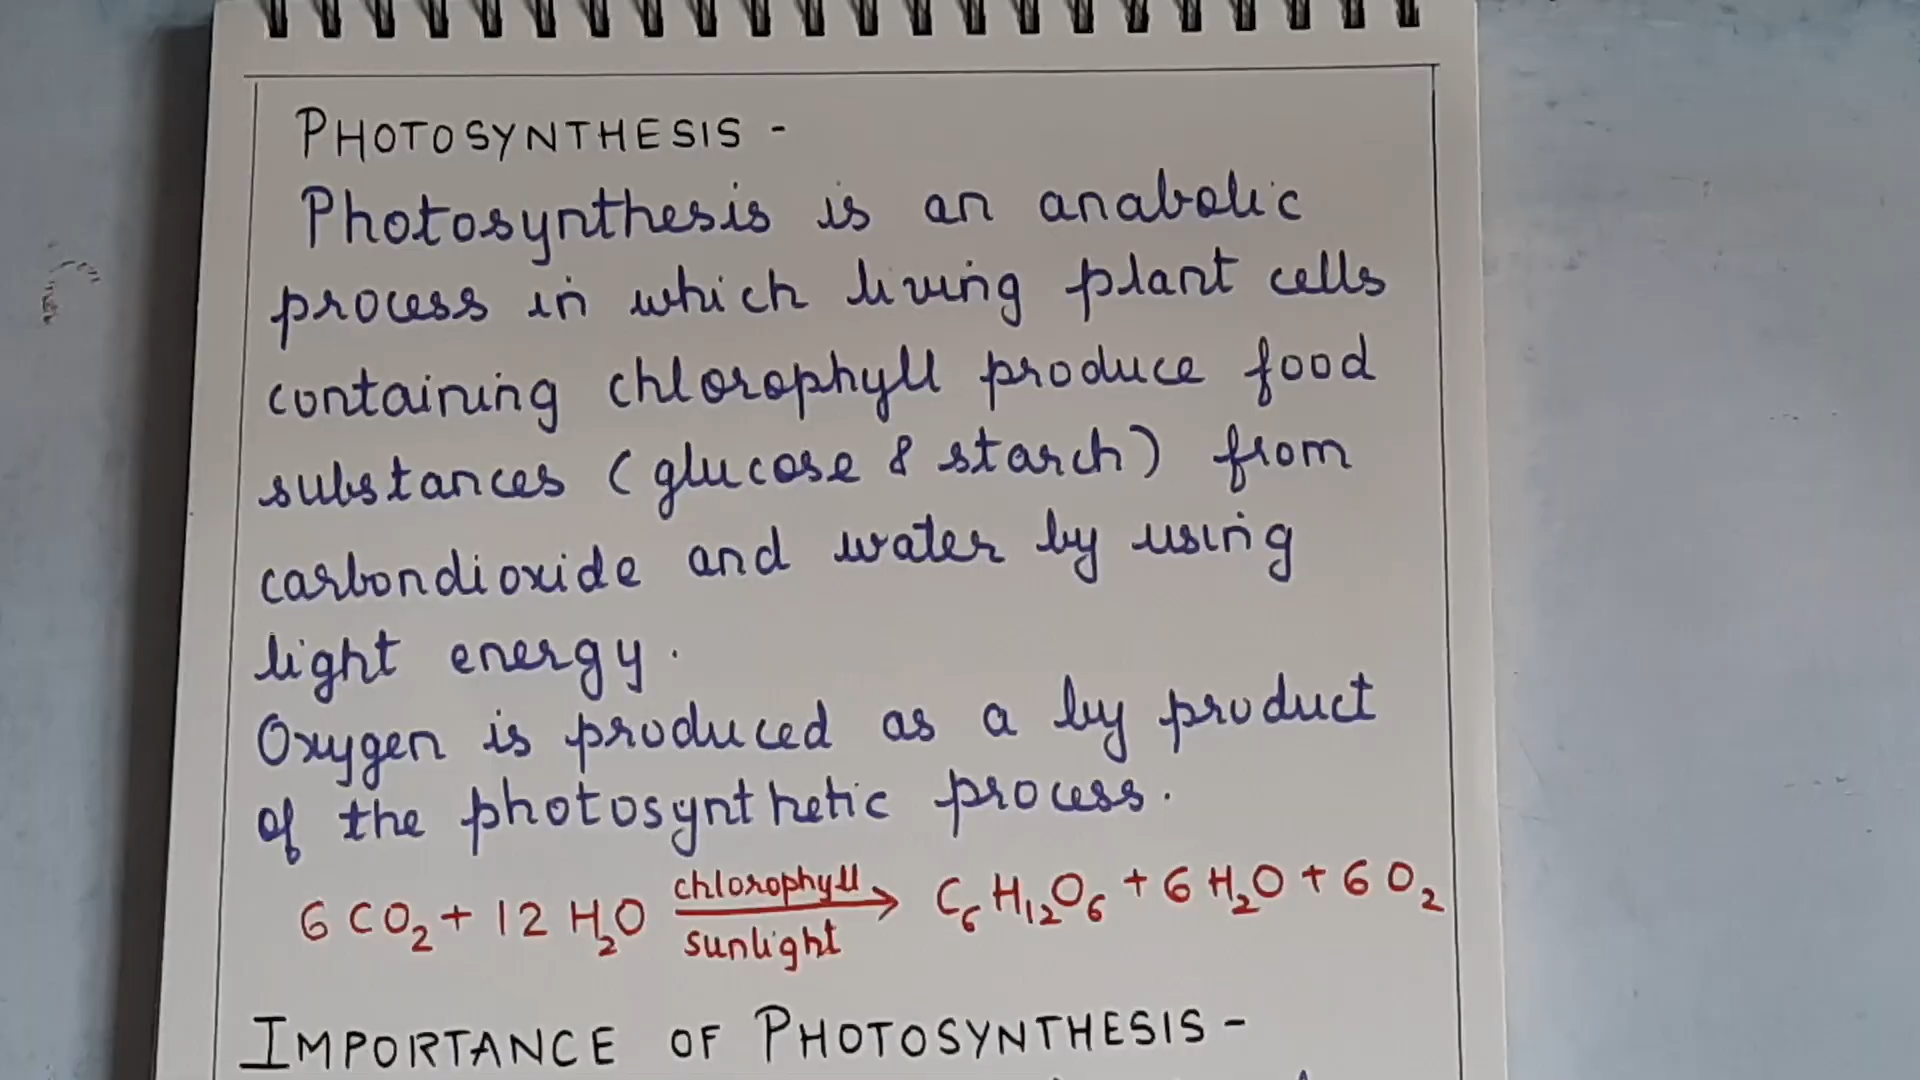 PHOTOSYNTHESIS -
Photosynthesis is an anabolic
process in which living plant cells
containing chlorophyll produce food
substances (glucose & starch) from
carbondioxide and water by using
light energy.
Oxygen is produced as a by product
of the photosynthetic process.
6 CO₂ + 12 H₂O chlorophyll sunlight → C₆H₁₂O₆ + 6 H₂O + 6 O₂
IMPORTANCE OF PHOTOSYNTHESIS -